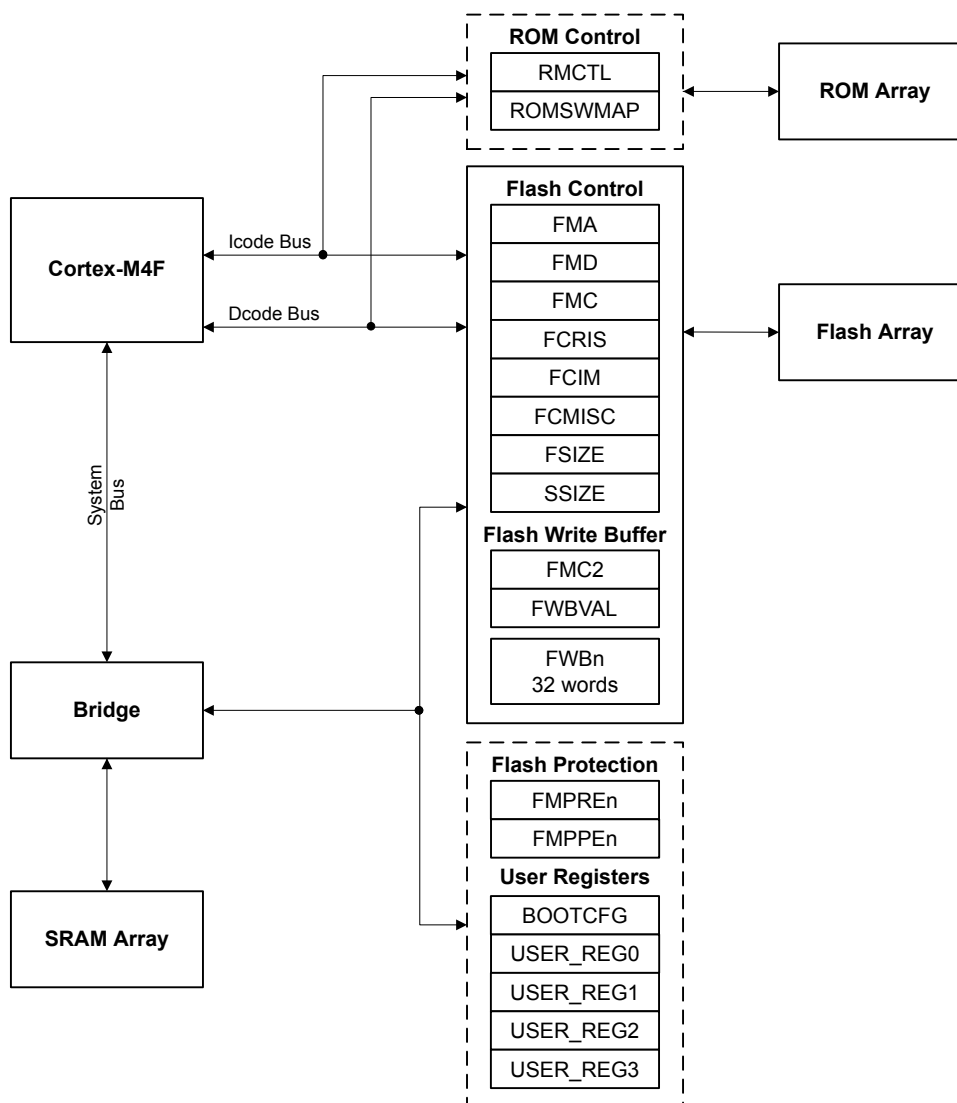 ROM Control
RMCTL
ROMSWMAP
ROM Array
Flash Control
FMA
FMD
FMC
FCRIS
FCIM
FCMISC
FSIZE
SSIZE
Flash Write Buffer
FMC2
FWBVAL
FWBn
32 words
Cortex-M4F
Icode Bus
Dcode Bus
Flash Array
System
Bus
Bridge
SRAM Array
Flash Protection
FMPREn
FMPPEn
User Registers
BOOTCFG
USER_REG0
USER_REG1
USER_REG2
USER_REG3